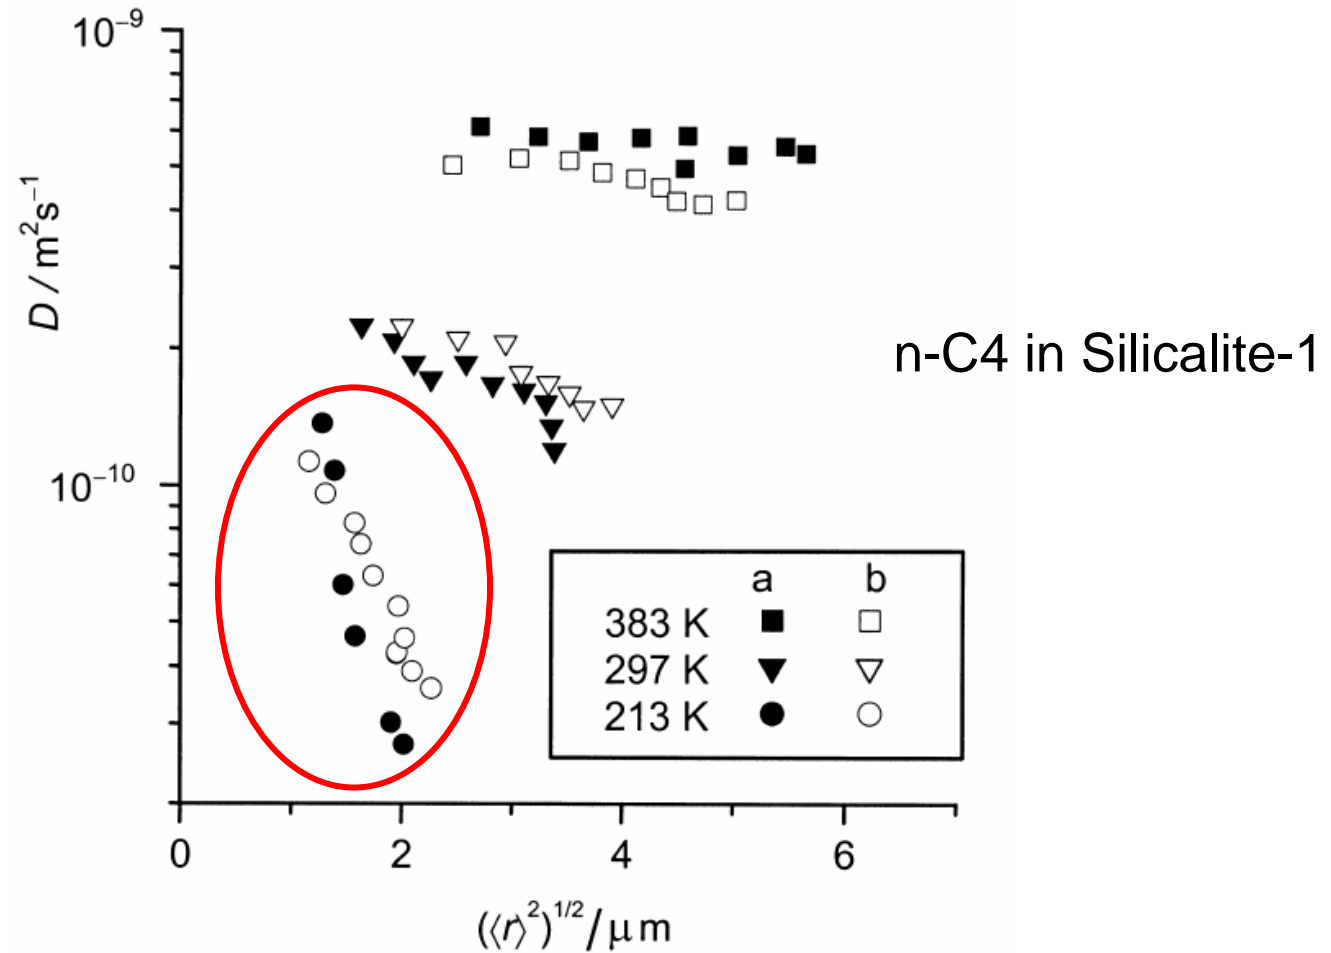 10⁻⁹
D / m²s⁻¹
n-C4 in Silicalite-1
10⁻¹⁰
a b
383 K
297 K
213 K
0 2 4 6
(⟨r⟩²)^1/2 / μm